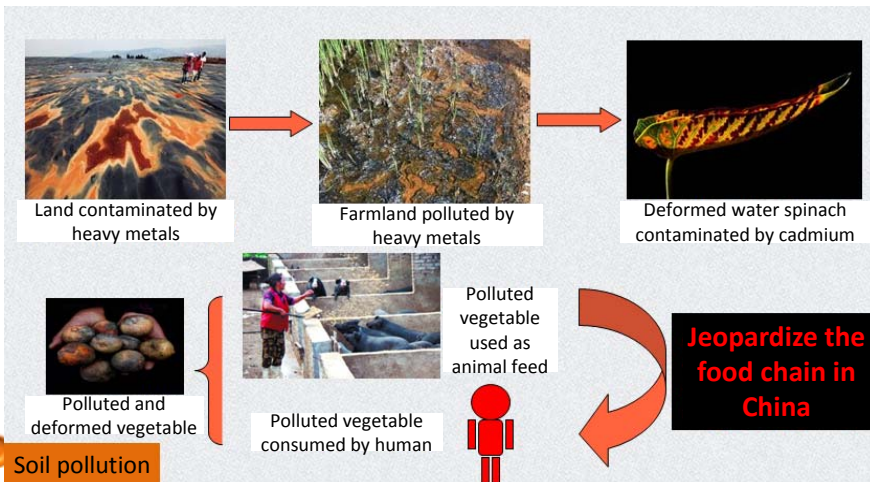 Land contaminated by
heavy metals
Farmland polluted by
heavy metals
Deformed water spinach
contaminated by cadmium
Polluted
vegetable
used as
animal feed
Jeopardize the
food chain in
China
Polluted and
deformed vegetable
Polluted vegetable
consumed by human
Soil pollution